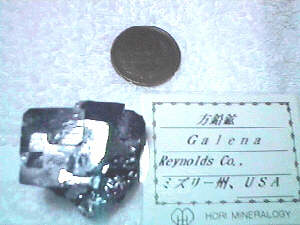 方鉛鉱
Galena
Reynolds Co.,
ミズリー州、USA
HORI MINERALOGY